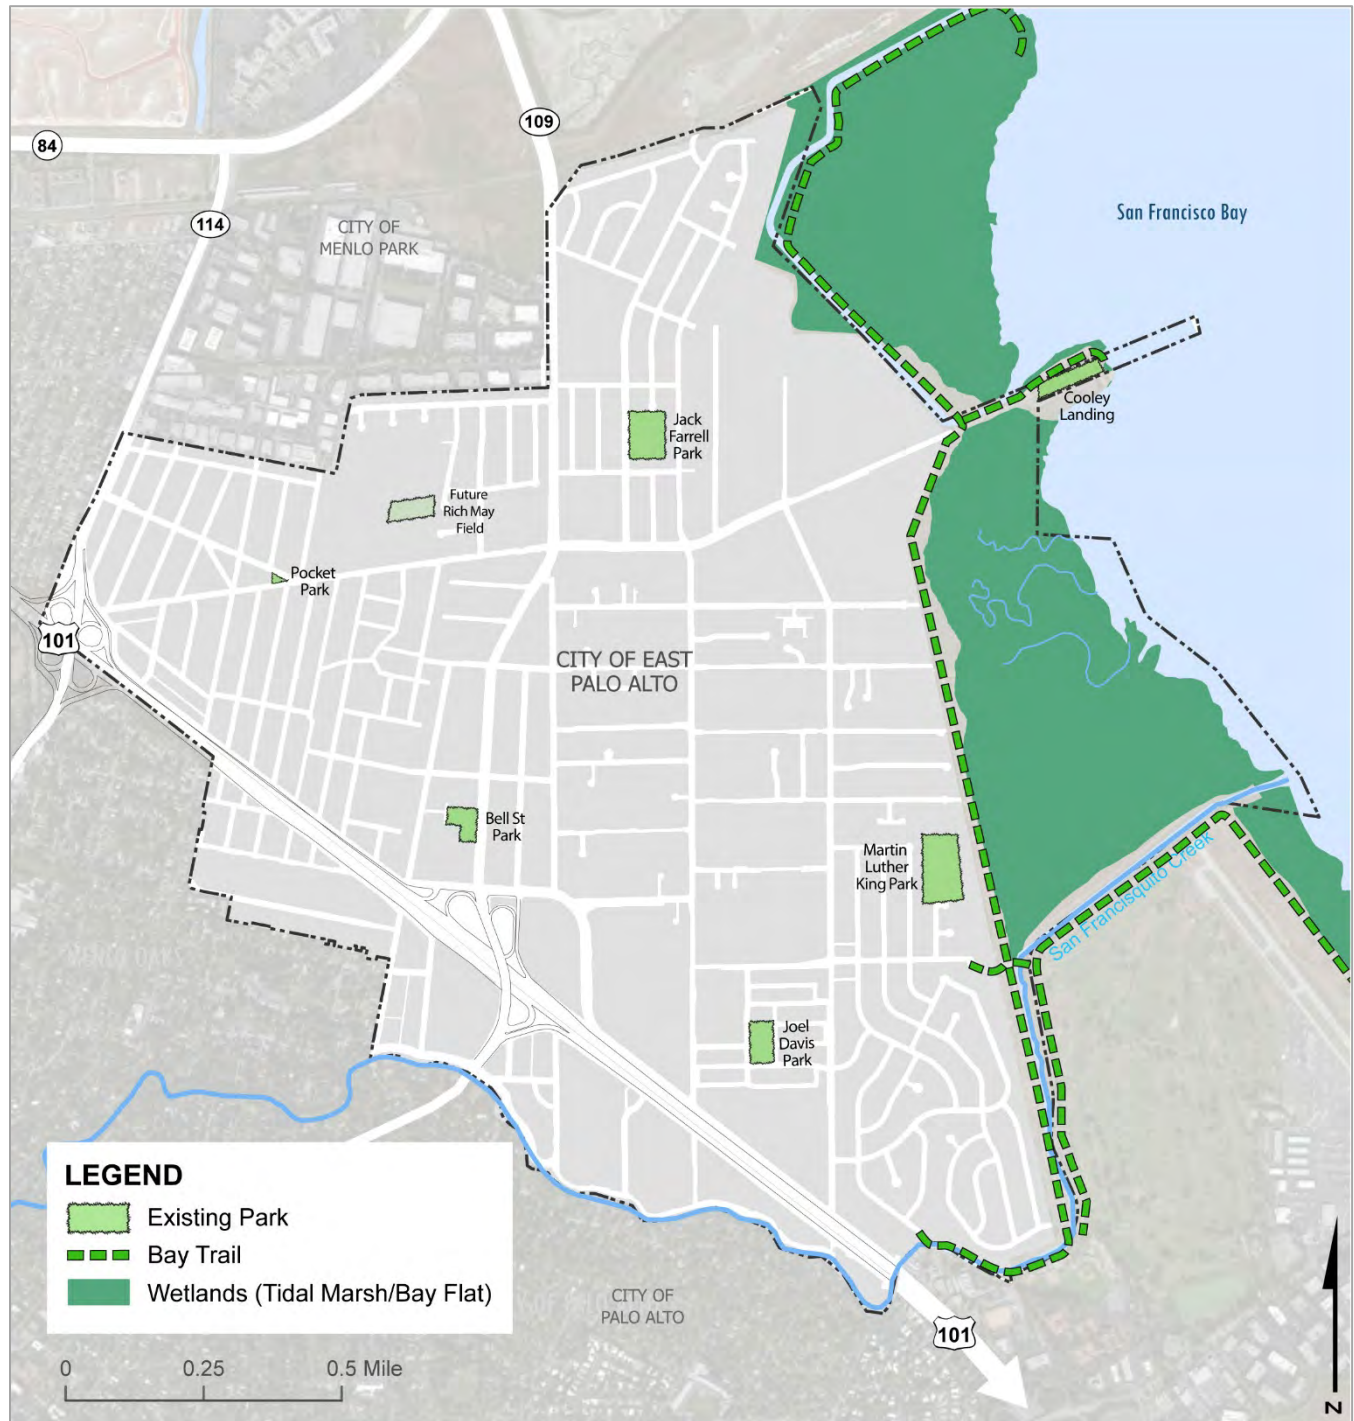 84
109
114
CITY OF
MENLO PARK
San Francisco Bay
Cooley
Landing
Jack
Farrell
Park
Future
Rich May
Field
Pocket
Park
101
CITY OF EAST
PALO ALTO
Bell St
Park
Martin
Luther
King Park
San Francisquito Creek
Joel
Davis
Park
LEGEND
Existing Park
Bay Trail
Wetlands (Tidal Marsh/Bay Flat)
CITY OF
PALO ALTO
101
0 0.25 0.5 Mile
N